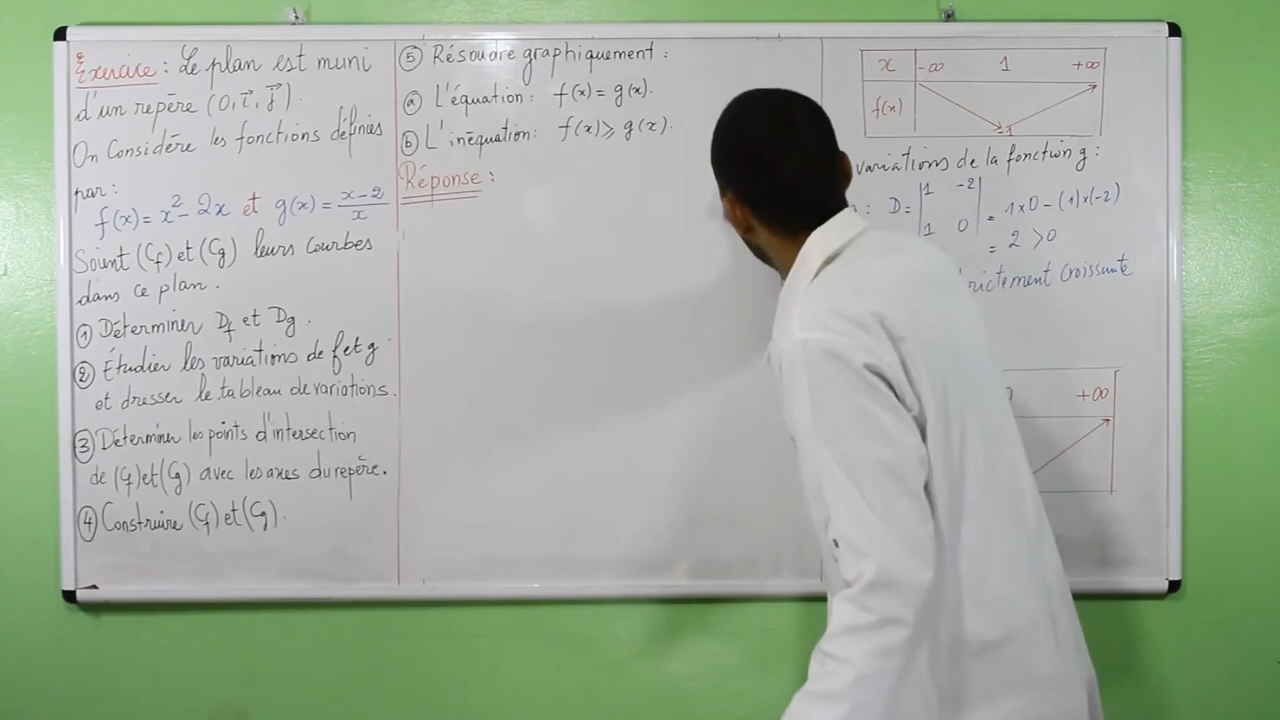 Exercice : Le plan est muni
d'un repère (O, i⃗, j⃗).
On Considère les fonctions définies
par :
f(x) = x² - 2x et g(x) = x-2/x
Soient (Cf) et (Cg) leurs courbes
dans ce plan.
① Déterminer Df et Dg.
② Étudier les variations de f et g
et dresser le tableau de variations.
③ Déterminer les points d'intersection
de (Cf) et (Cg) avec les axes du repère.
④ Construire (Cf) et (Cg).
⑤ Résoudre graphiquement :
ⓐ L'équation : f(x) = g(x).
ⓑ L'inéquation : f(x) ⩾ g(x).
Réponse :
x -∞ 1 +∞
f(x)
-1
variations de la fonction g :
: D = |1 -2|
|1 0|
= 1×0 - (1)×(-2)
= 2 > 0
Croissante
+∞